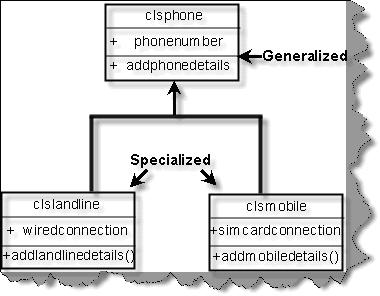 clsphone
+ phonenumber
+ addphonedetails
Generalized
Specialized
clslandline
+ wiredconnection
+addlandlinedetails()
clsmobile
+simcardconnection
+addmobiledetails()